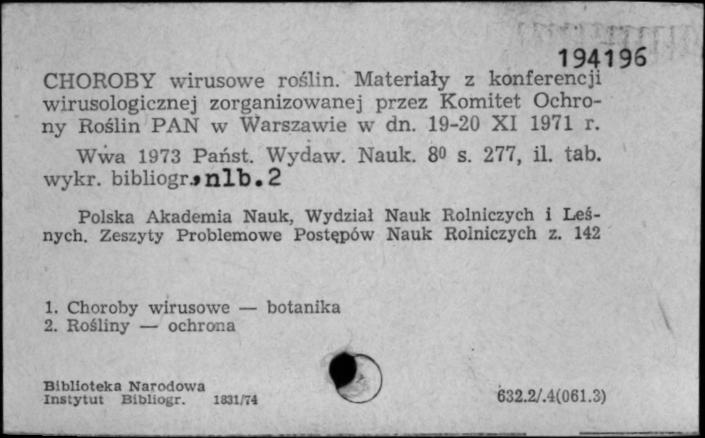 194196
CHOROBY wirusowe roślin. Materiały z konferencji
wirusologicznej zorganizowanej przez Komitet Ochro-
ny Roślin PAN w Warszawie w dn. 19-20 XI 1971 r.
Wwa 1973 Państ. Wydaw. Nauk. 8⁰ s. 277, il. tab.
wykr. bibliogr., nlb. 2
Polska Akademia Nauk, Wydział Nauk Rolniczych i Leś-
nych. Zeszyty Problemowe Postępów Nauk Rolniczych z. 142
1. Choroby wirusowe — botanika
2. Rośliny — ochrona
Biblioteka Narodowa
Instytut Bibliogr. 1831/74
632.2/.4(061.3)